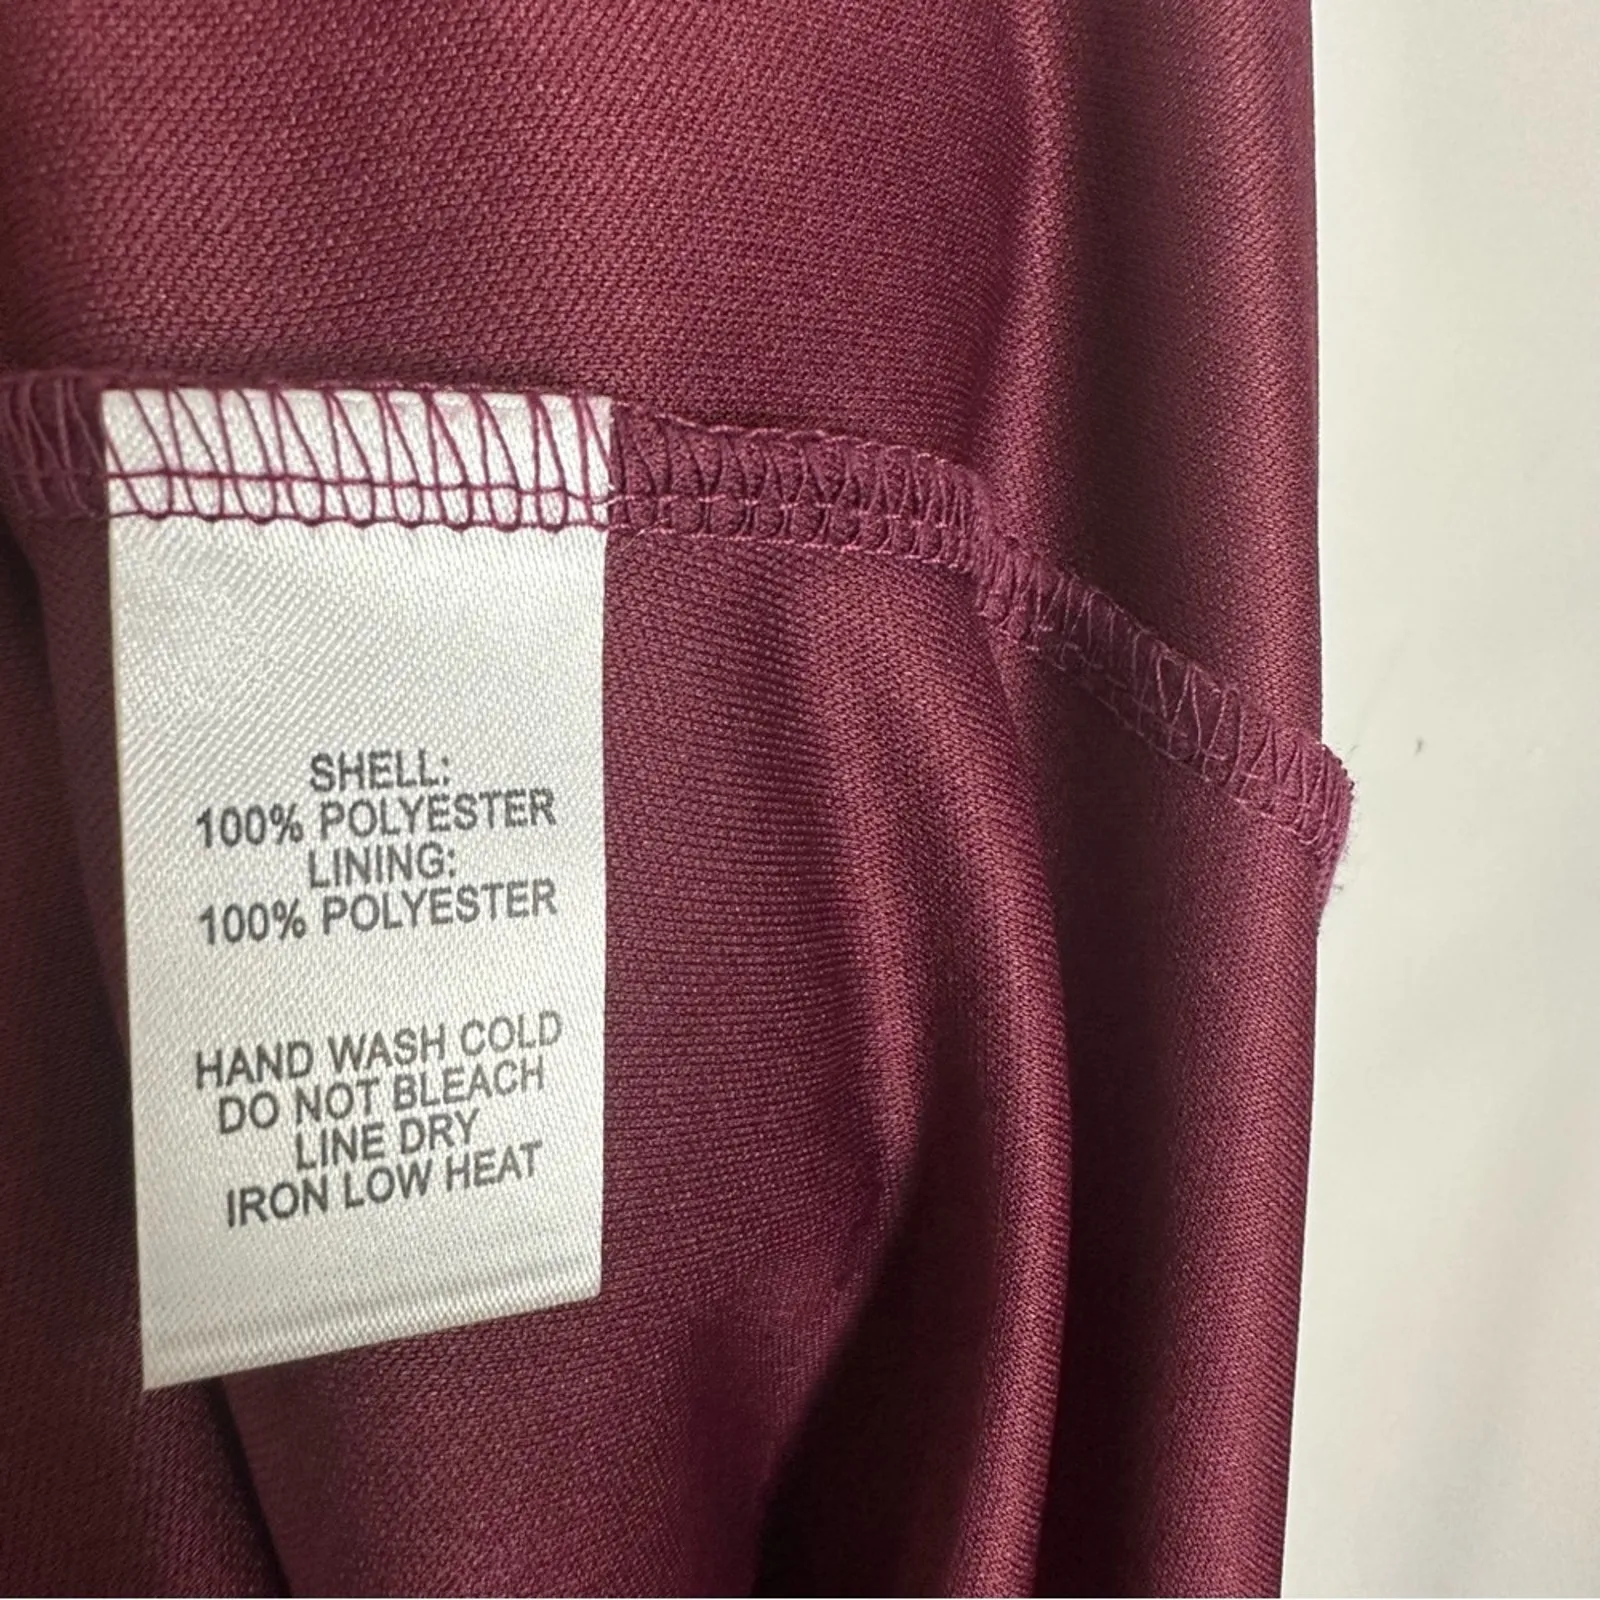 SHELL:
100% POLYESTER
LINING:
100% POLYESTER
HAND WASH COLD
DO NOT BLEACH
LINE DRY
IRON LOW HEAT